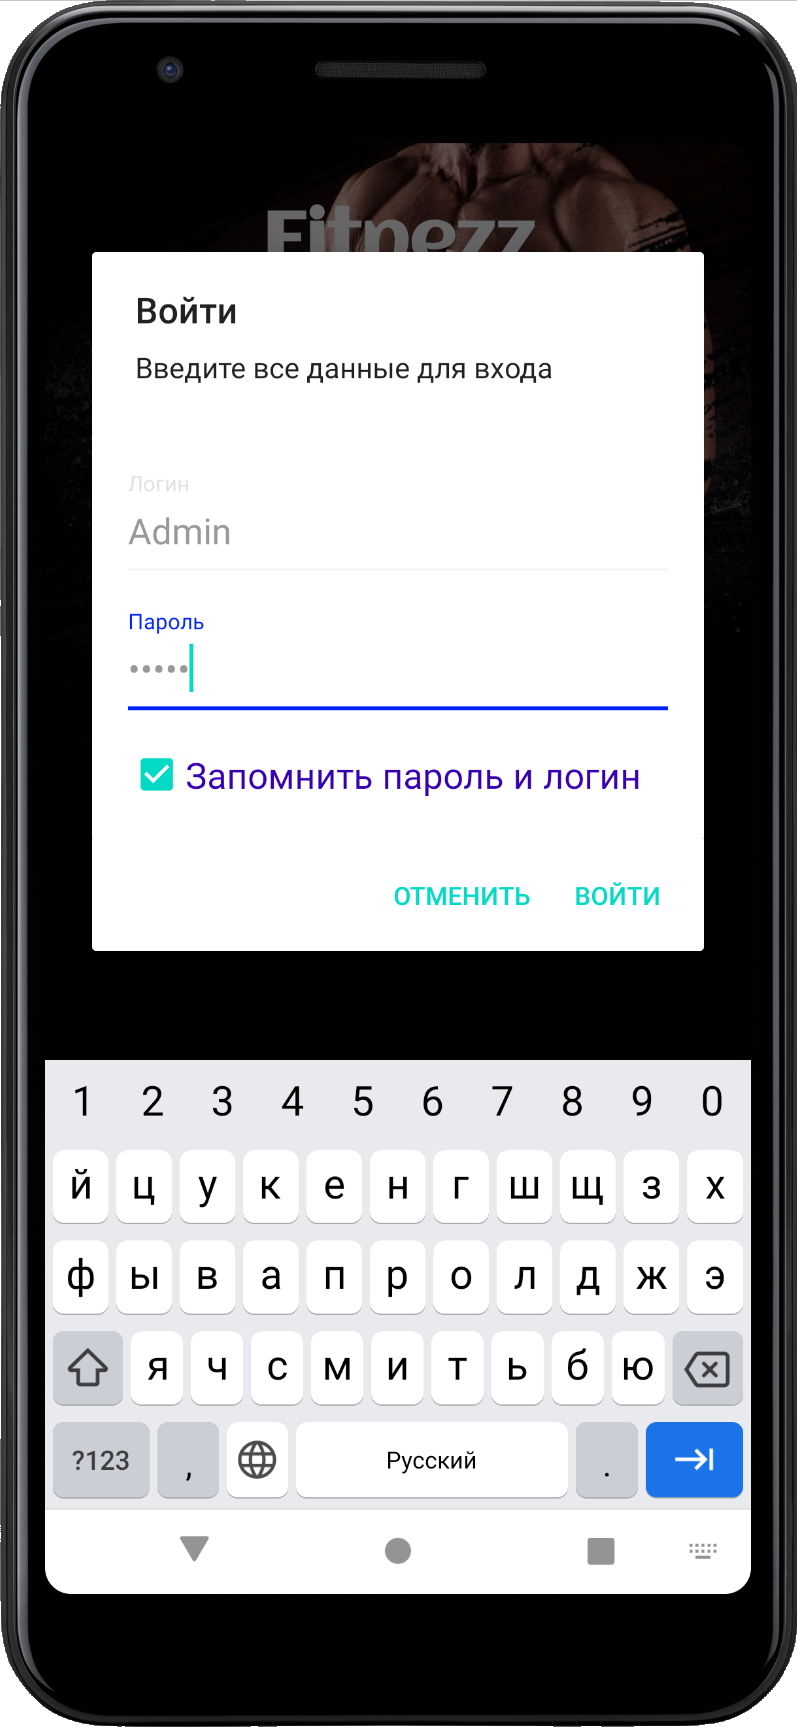 Fitnezz
Войти
Введите все данные для входа
Логин
Admin
Пароль
•••••
Запомнить пароль и логин
ОТМЕНИТЬ ВОЙТИ
1 2 3 4 5 6 7 8 9 0
й ц у к е н г ш щ з х
ф ы в а п р о л д ж э
я ч с м и т ь б ю
?123 , Русский .